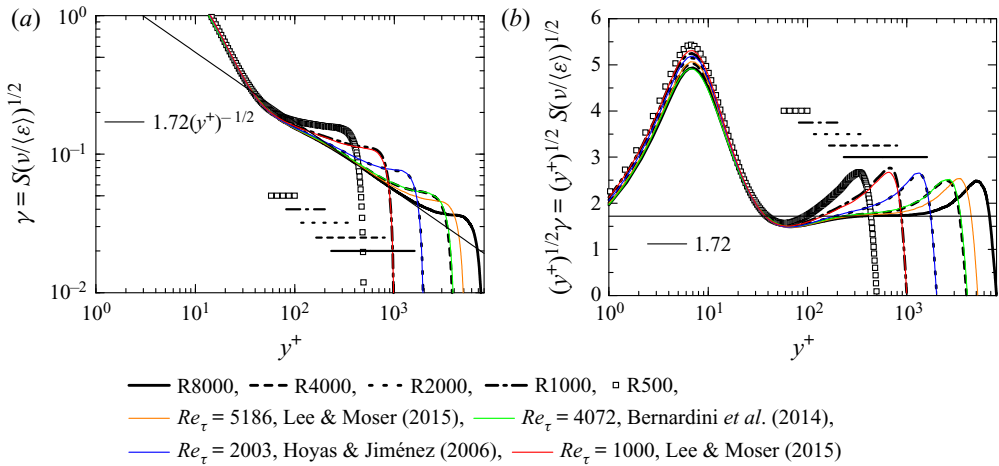 (a)
(b)
γ = S(ν/⟨ε⟩)^{1/2}
10^0
10^{-1}
10^{-2}
1.72(y^+)^{-1/2}
10^0 10^1 10^2 10^3
y^+
(y^+)^{1/2}γ = (y^+)^{1/2} S(ν/⟨ε⟩)^{1/2}
6
5
4
3
2
1
0
1.72
10^0 10^1 10^2 10^3
y^+
R8000, R4000, R2000, R1000, R500,
Re_τ = 5186, Lee & Moser (2015), Re_τ = 4072, Bernardini et al. (2014),
Re_τ = 2003, Hoyas & Jiménez (2006), Re_τ = 1000, Lee & Moser (2015)